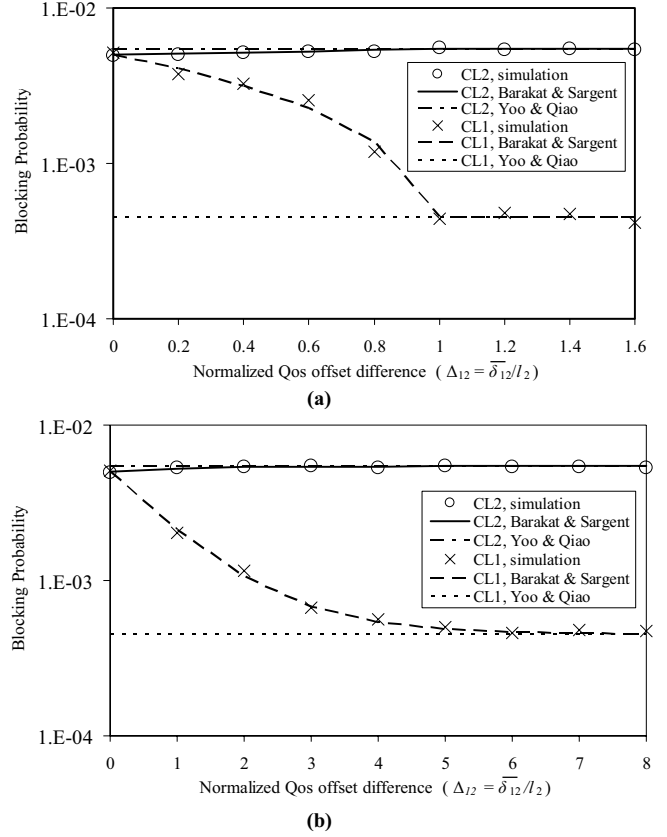 1.E-02
1.E-03
1.E-04
Blocking Probability
CL2, simulation
CL2, Barakat & Sargent
CL2, Yoo & Qiao
CL1, simulation
CL1, Barakat & Sargent
CL1, Yoo & Qiao
0 0.2 0.4 0.6 0.8 1 1.2 1.4 1.6
Normalized Qos offset difference ( Δ12 = δ12/l2)
(a)
1.E-02
1.E-03
1.E-04
Blocking Probability
CL2, simulation
CL2, Barakat & Sargent
CL2, Yoo & Qiao
CL1, simulation
CL1, Barakat & Sargent
CL1, Yoo & Qiao
0 1 2 3 4 5 6 7 8
Normalized Qos offset difference ( Δ12 = δ12/l2)
(b)